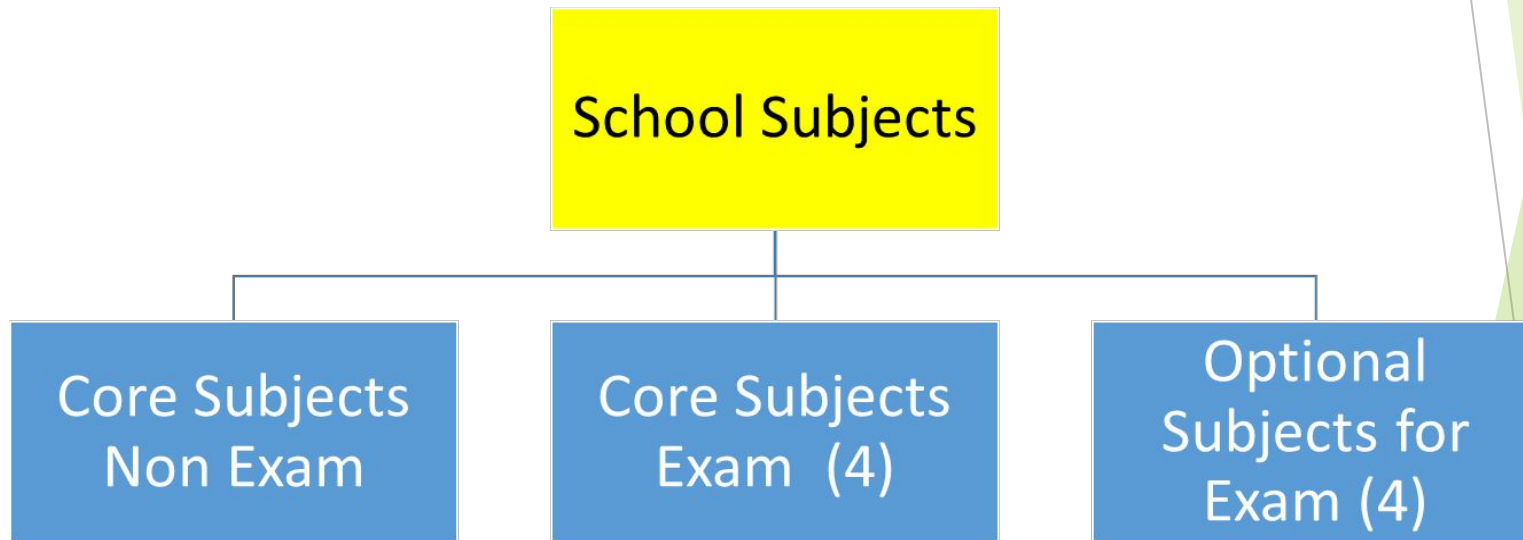 School Subjects
Core Subjects
Non Exam
Core Subjects
Exam (4)
Optional
Subjects for
Exam (4)